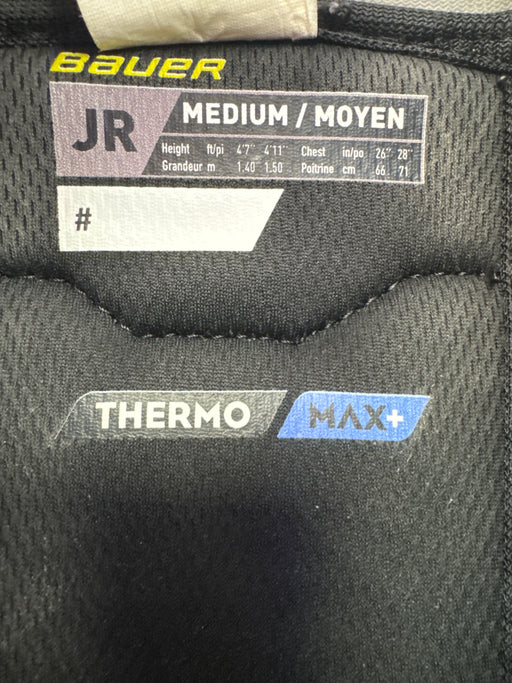 BAUER
JR
MEDIUM / MOYEN
Height ft/pi 4'7" 4'11" Chest in/po 26" 28"
Grandeur m 1.40 1.50 Poitrine cm 66 71
#
THERMO MAX+